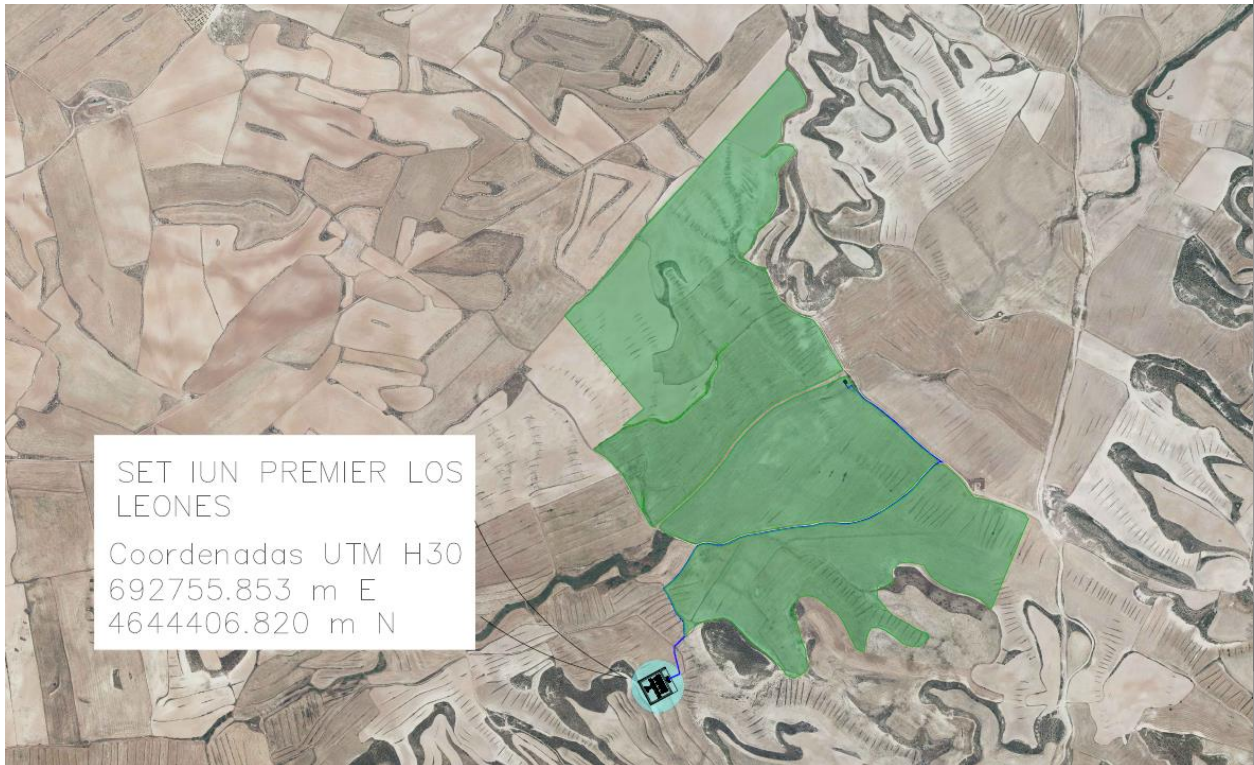 SET IUN PREMIER LOS
LEONES
Coordenadas UTM H30
692755.853 m E
4644406.820 m N